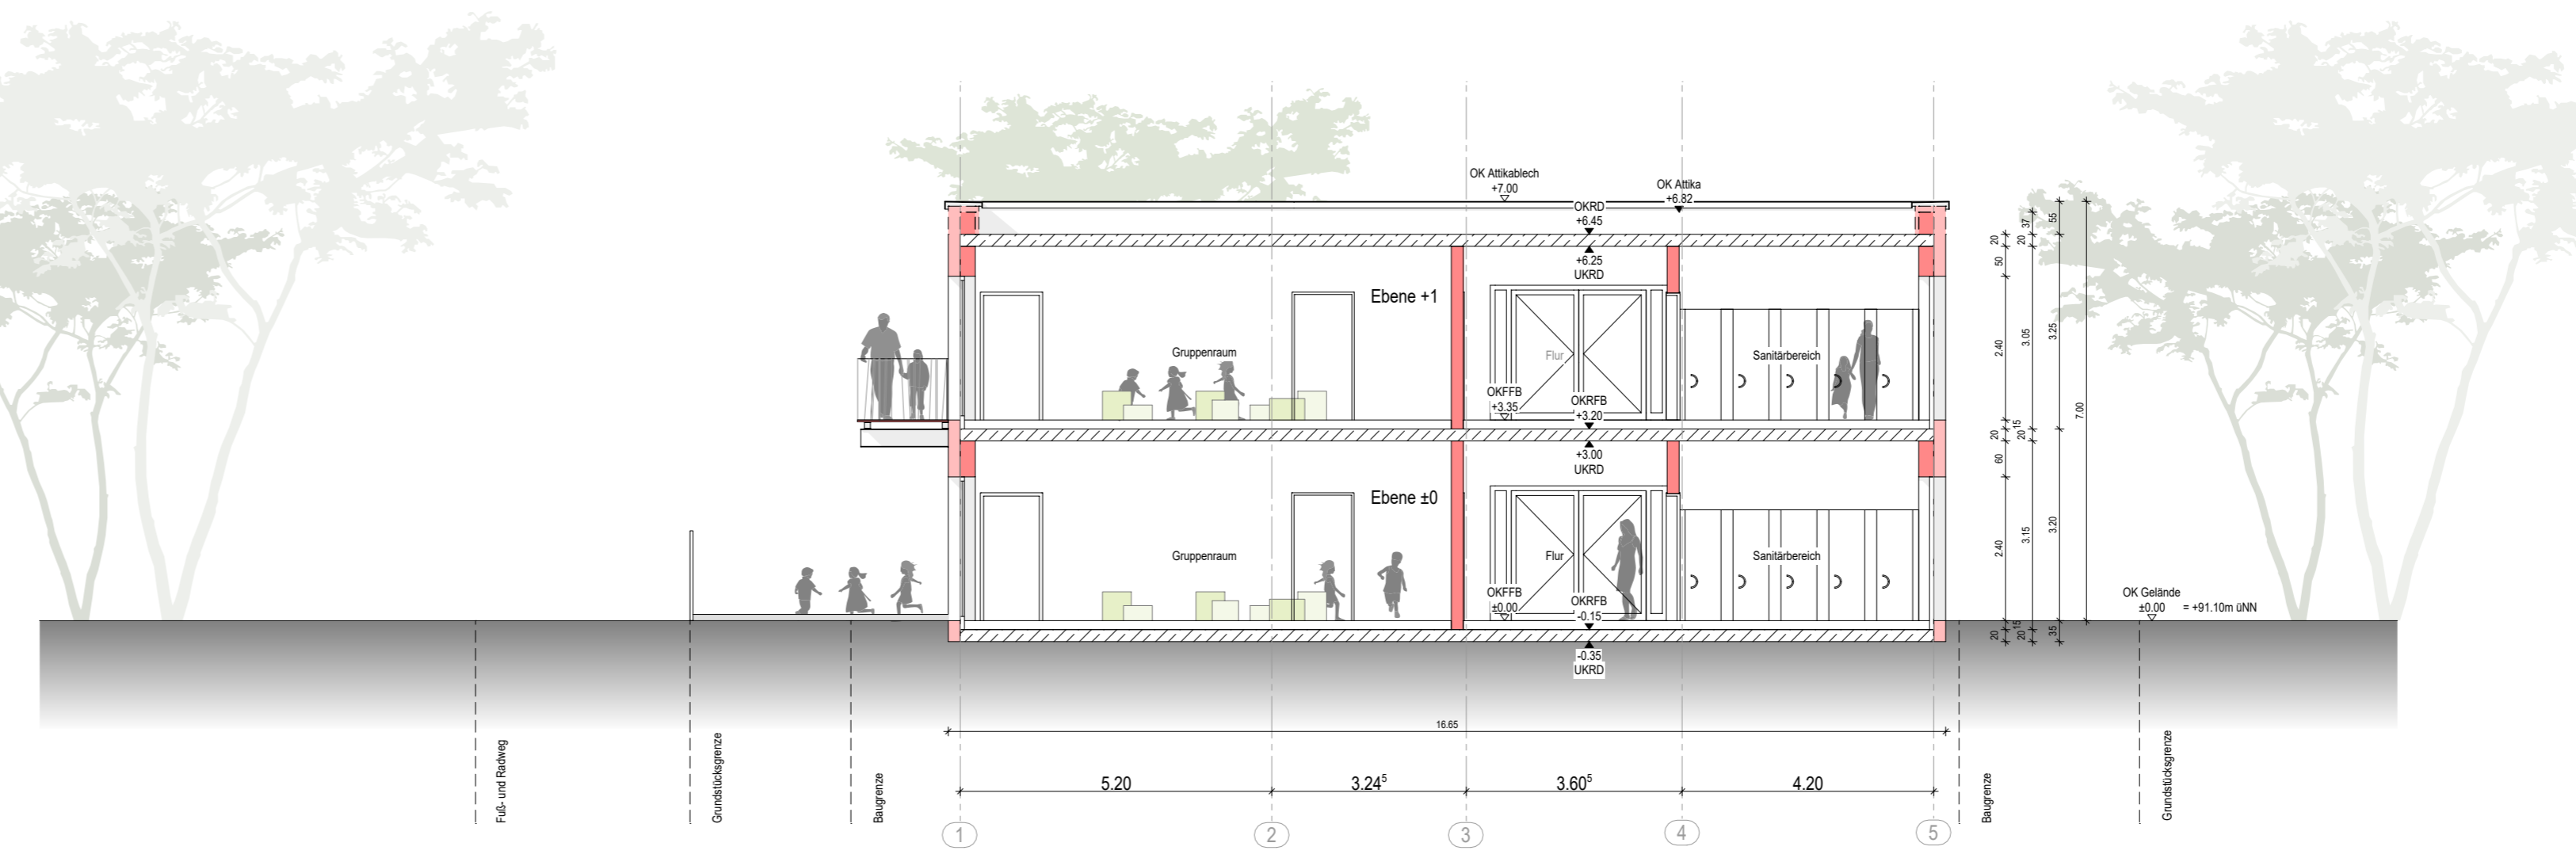 OK Attikablech
+7.00
OK Attika
+6.82
OKRD
+6.45
+6.25
UKRD
Ebene +1
Gruppenraum
Flur
Sanitärbereich
OKFFB
+3.35
OKRFB
+3.20
+3.00
UKRD
Ebene ±0
Gruppenraum
Flur
Sanitärbereich
OKFFB
±0.00
OKRFB
-0.15
-0.35
UKRD
20
50
2.40
20
60
2.40
20
37
20
3.05
15
20
3.15
15
20
55
3.25
3.20
35
7.00
OK Gelände
±0.00 = +91.10m üNN
16.65
5.20
3.24⁵
3.60⁵
4.20
Fuß- und Radweg
Grundstücksgrenze
Baugrenze
Baugrenze
Grundstücksgrenze
1
2
3
4
5